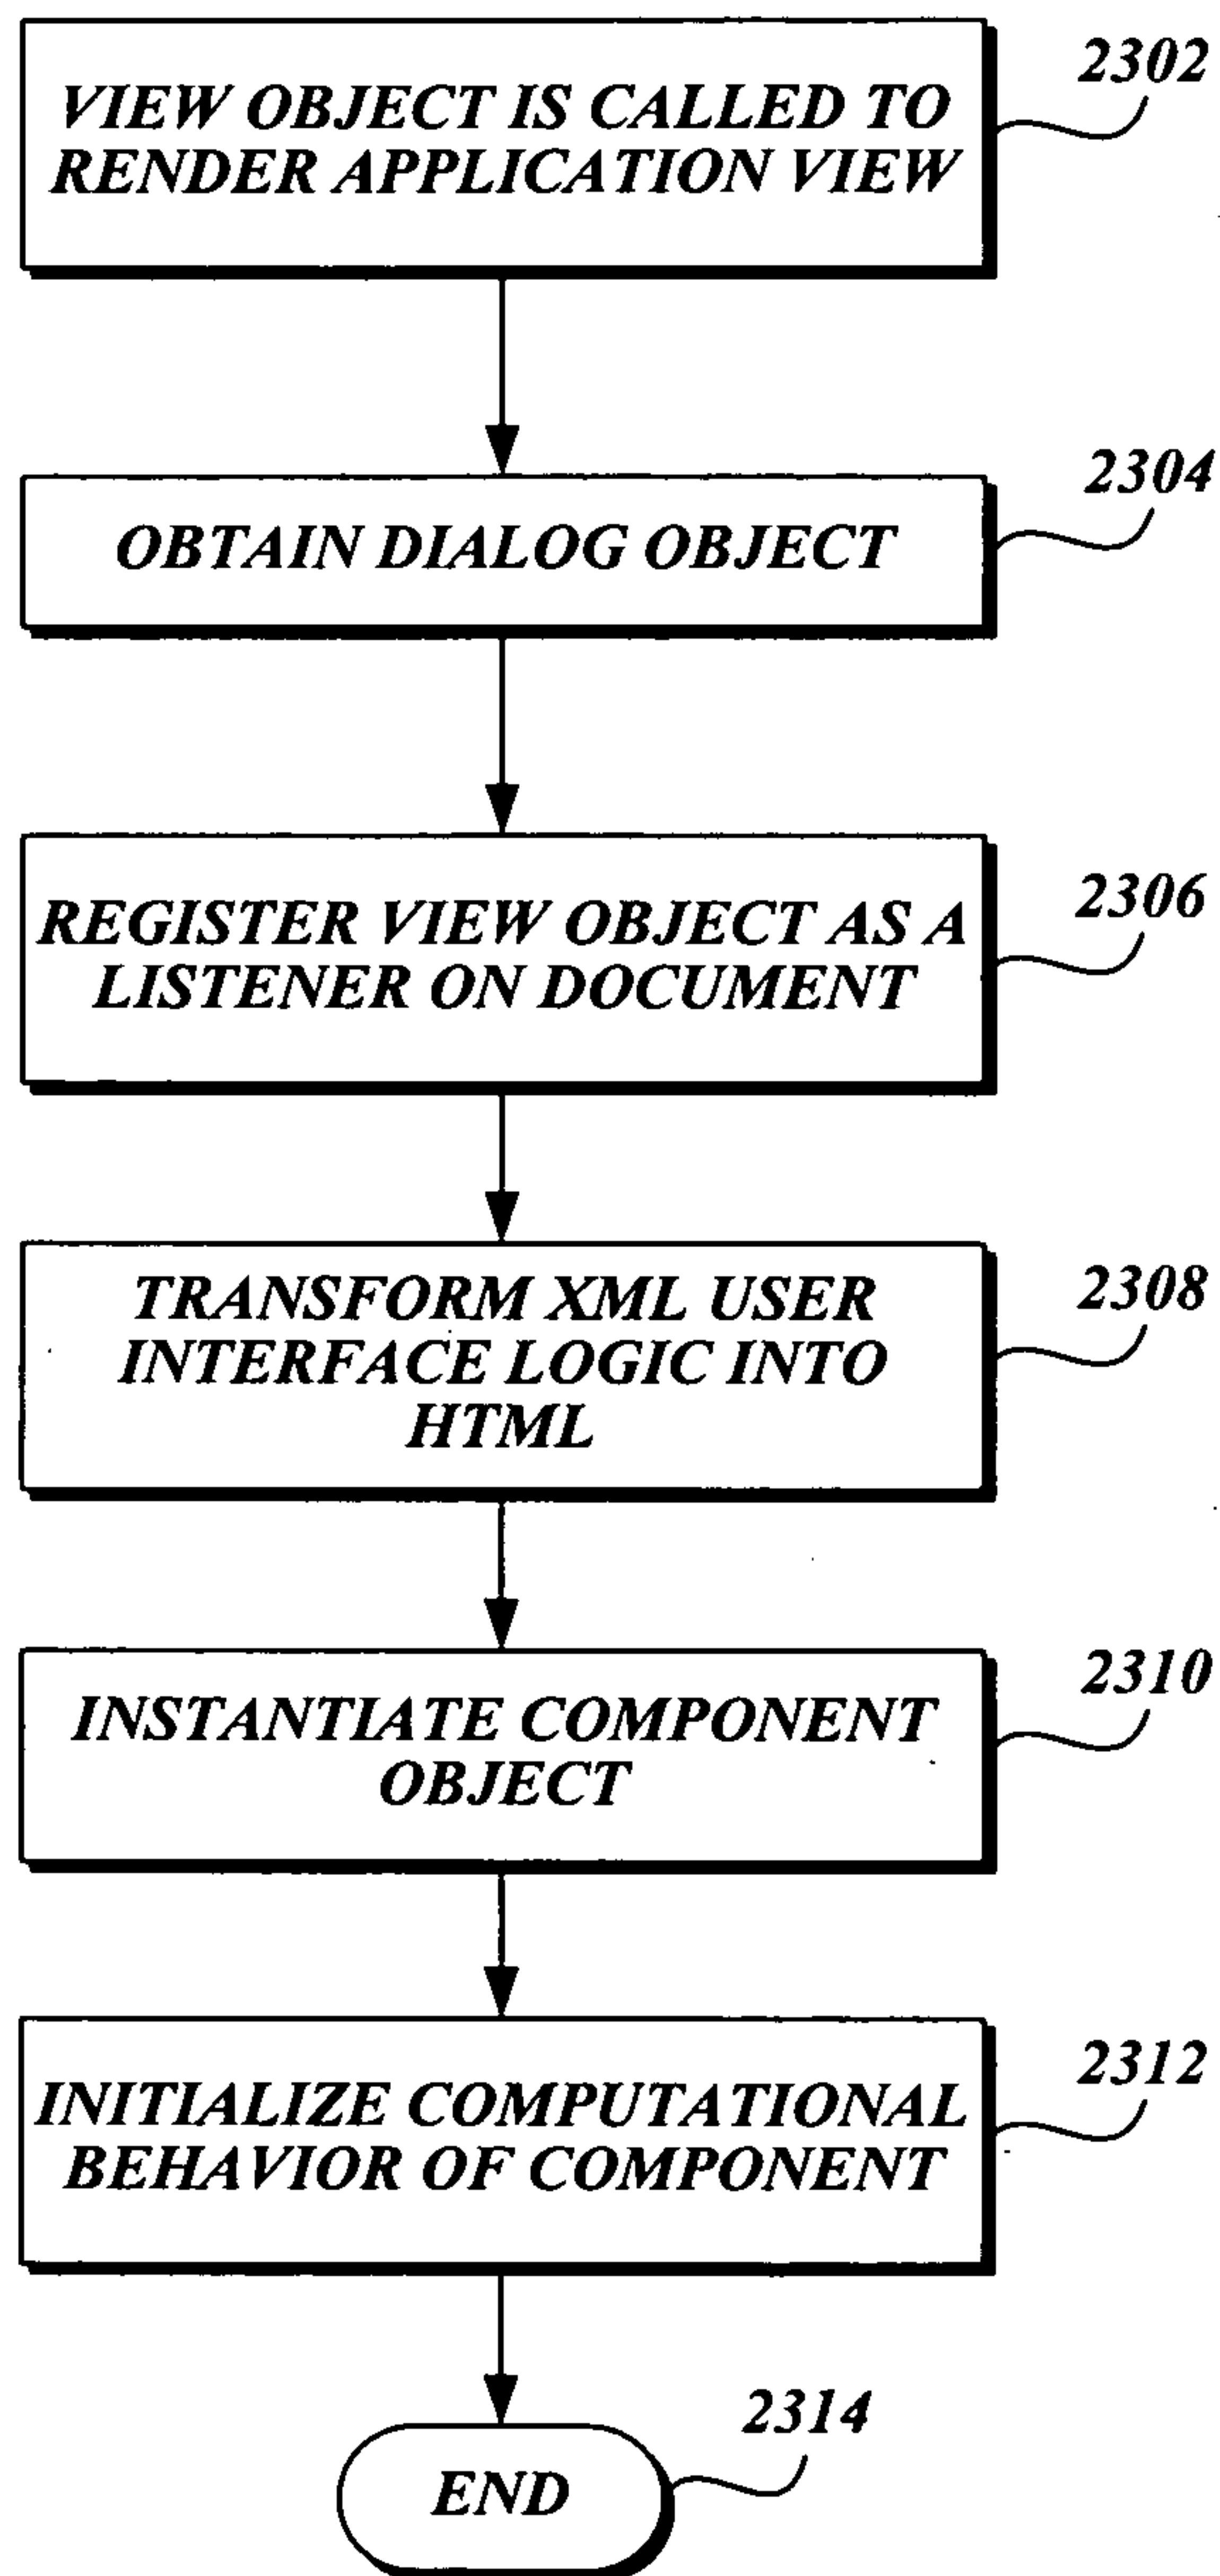 VIEW OBJECT IS CALLED TO
RENDER APPLICATION VIEW
2302
OBTAIN DIALOG OBJECT
2304
REGISTER VIEW OBJECT AS A
LISTENER ON DOCUMENT
2306
TRANSFORM XML USER
INTERFACE LOGIC INTO
HTML
2308
INSTANTIATE COMPONENT
OBJECT
2310
INITIALIZE COMPUTATIONAL
BEHAVIOR OF COMPONENT
2312
END
2314